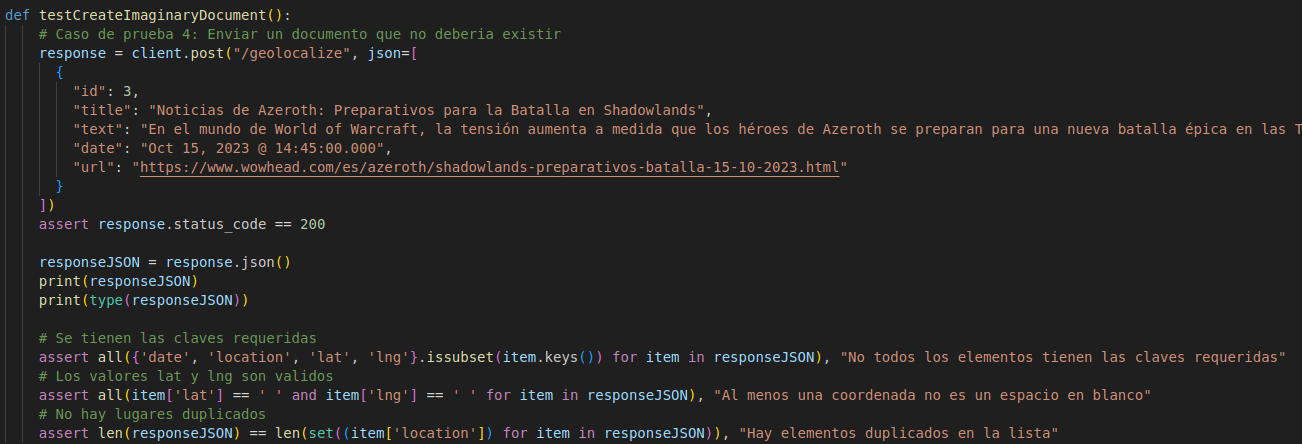 def testCreateImaginaryDocument():
    # Caso de prueba 4: Enviar un documento que no deberia existir
    response = client.post("/geolocalize", json=[
      {
        "id": 3,
        "title": "Noticias de Azeroth: Preparativos para la Batalla en Shadowlands",
        "text": "En el mundo de World of Warcraft, la tensión aumenta a medida que los héroes de Azeroth se preparan para una nueva batalla épica en las T
        "date": "Oct 15, 2023 @ 14:45:00.000",
        "url": "https://www.wowhead.com/es/azeroth/shadowlands-preparativos-batalla-15-10-2023.html"
      }
    ])
    assert response.status_code == 200
    responseJSON = response.json()
    print(responseJSON)
    print(type(responseJSON))
    # Se tienen las claves requeridas
    assert all({'date', 'location', 'lat', 'lng'}.issubset(item.keys()) for item in responseJSON), "No todos los elementos tienen las claves requeridas"
    # Los valores lat y lng son validos
    assert all(item['lat'] == ' ' and item['lng'] == ' ' for item in responseJSON), "Al menos una coordenada no es un espacio en blanco"
    # No hay lugares duplicados
    assert len(responseJSON) == len(set((item['location']) for item in responseJSON)), "Hay elementos duplicados en la lista"